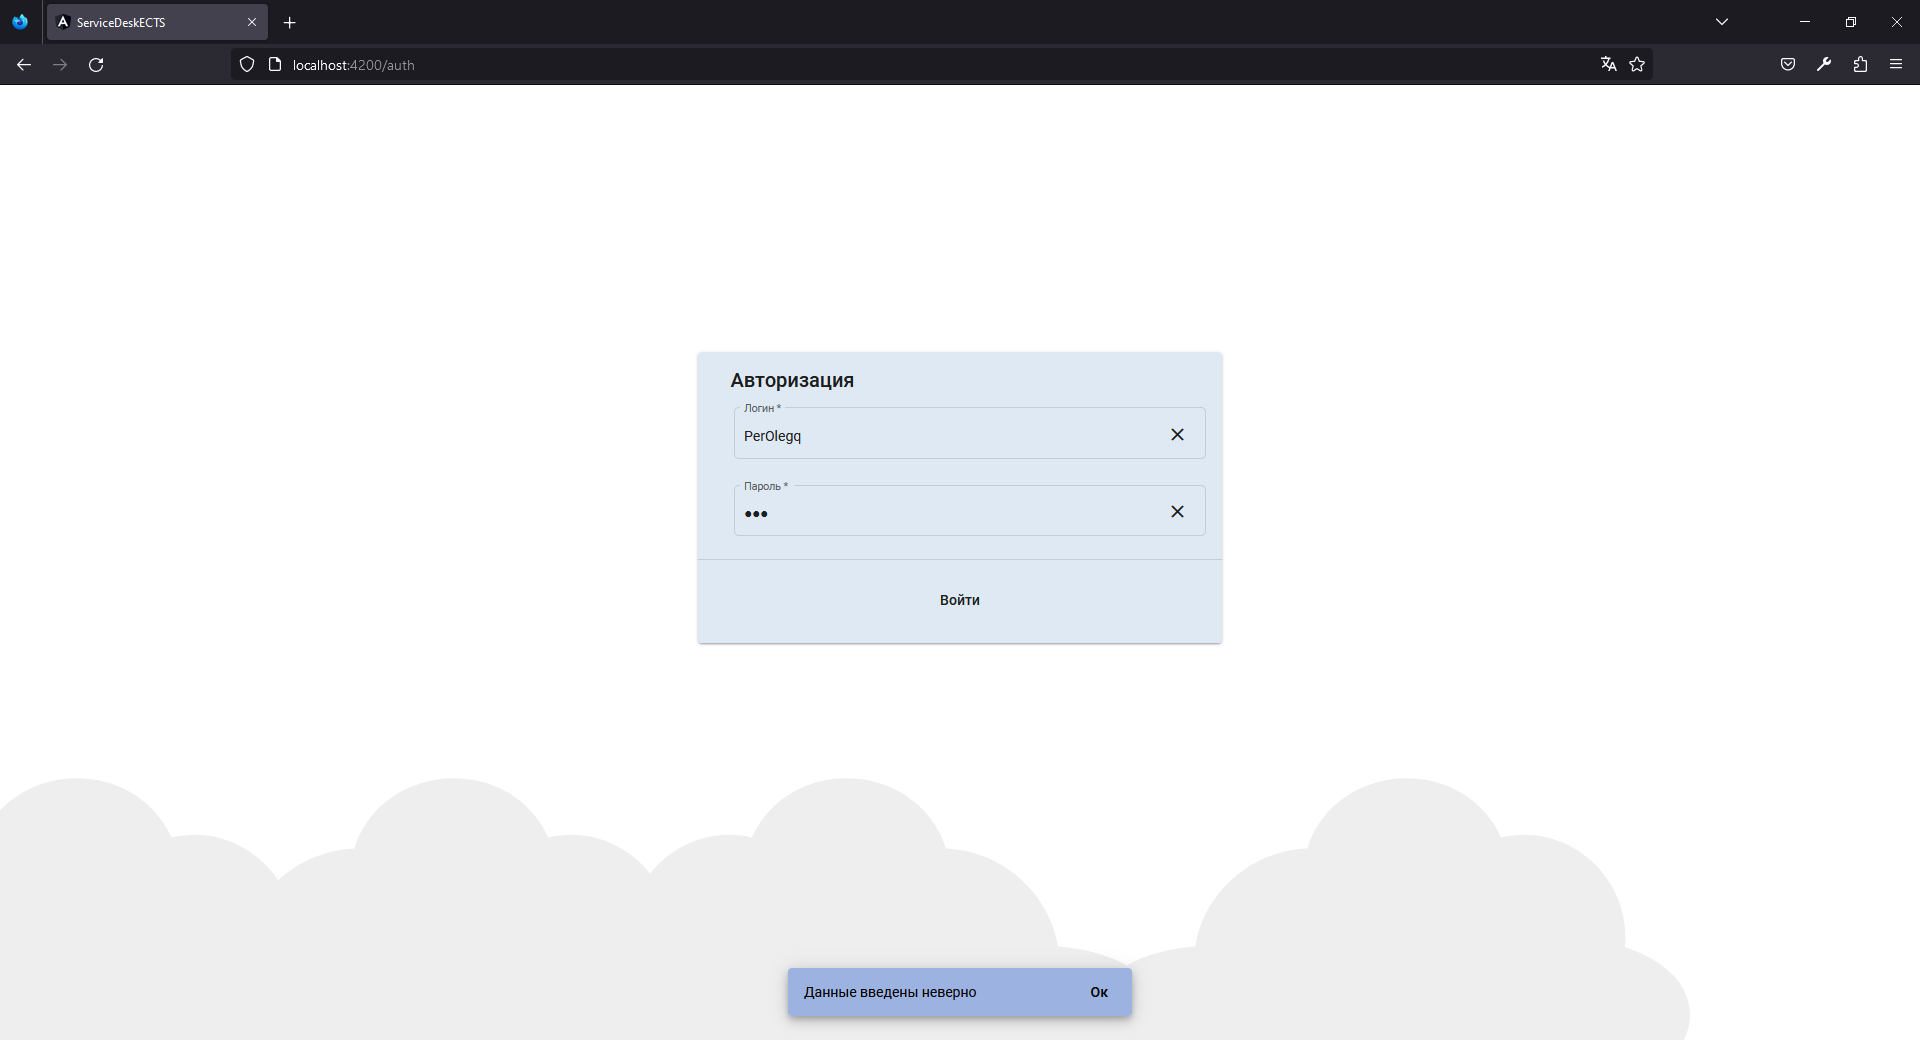 ServiceDeskECTS
localhost:4200/auth
Авторизация
Логин *
PerOlegq
Пароль *
•••
Войти
Данные введены неверно
Ок